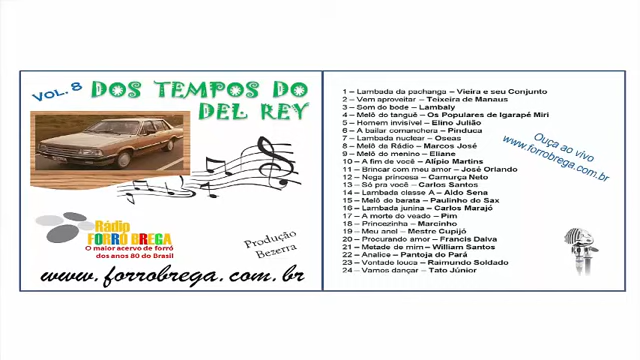 VOL. 8
DOS TEMPOS DO
DEL REY
Rádio
FORRÓ BREGA
O maior acervo de forró
dos anos 80 do Brasil
Produção
Bezerra
www.forrobrega.com.br
1 – Lambada da pachanga – Vieira e seu Conjunto
2 – Vem aproveitar – Teixeira de Manaus
3 – Som do bode – Lambaly
4 – Melô do tanguê – Os Populares de Igarapé Miri
5 – Homem invisível – Elino Julião
6 – A bailar comanchera – Pinduca
7 – Lambada nuclear – Oseas
8 – Melô da Rádio – Marcos José
9 – Melô do menino – Eliane
10 – A fim de você – Alípio Martins
11 – Brincar com meu amor – José Orlando
12 – Nega princesa – Camurça Neto
13 – Só pra você – Carlos Santos
14 – Lambada classe A – Aldo Sena
15 – Melô do barata – Paulinho do Sax
16 – Lambada junina – Carlos Marajó
17 – A morte do veado – Pim
18 – Princezinha – Marcinho
19 – Meu anel – Mestre Cupijó
20 – Procurando amor – Francis Dalva
21 – Metade de mim – William Santos
22 – Analice – Pantoja do Pará
23 – Vontade louca – Raimundo Soldado
24 – Vamos dançar – Tato Júnior
Ouça ao vivo
www.forrobrega.com.br